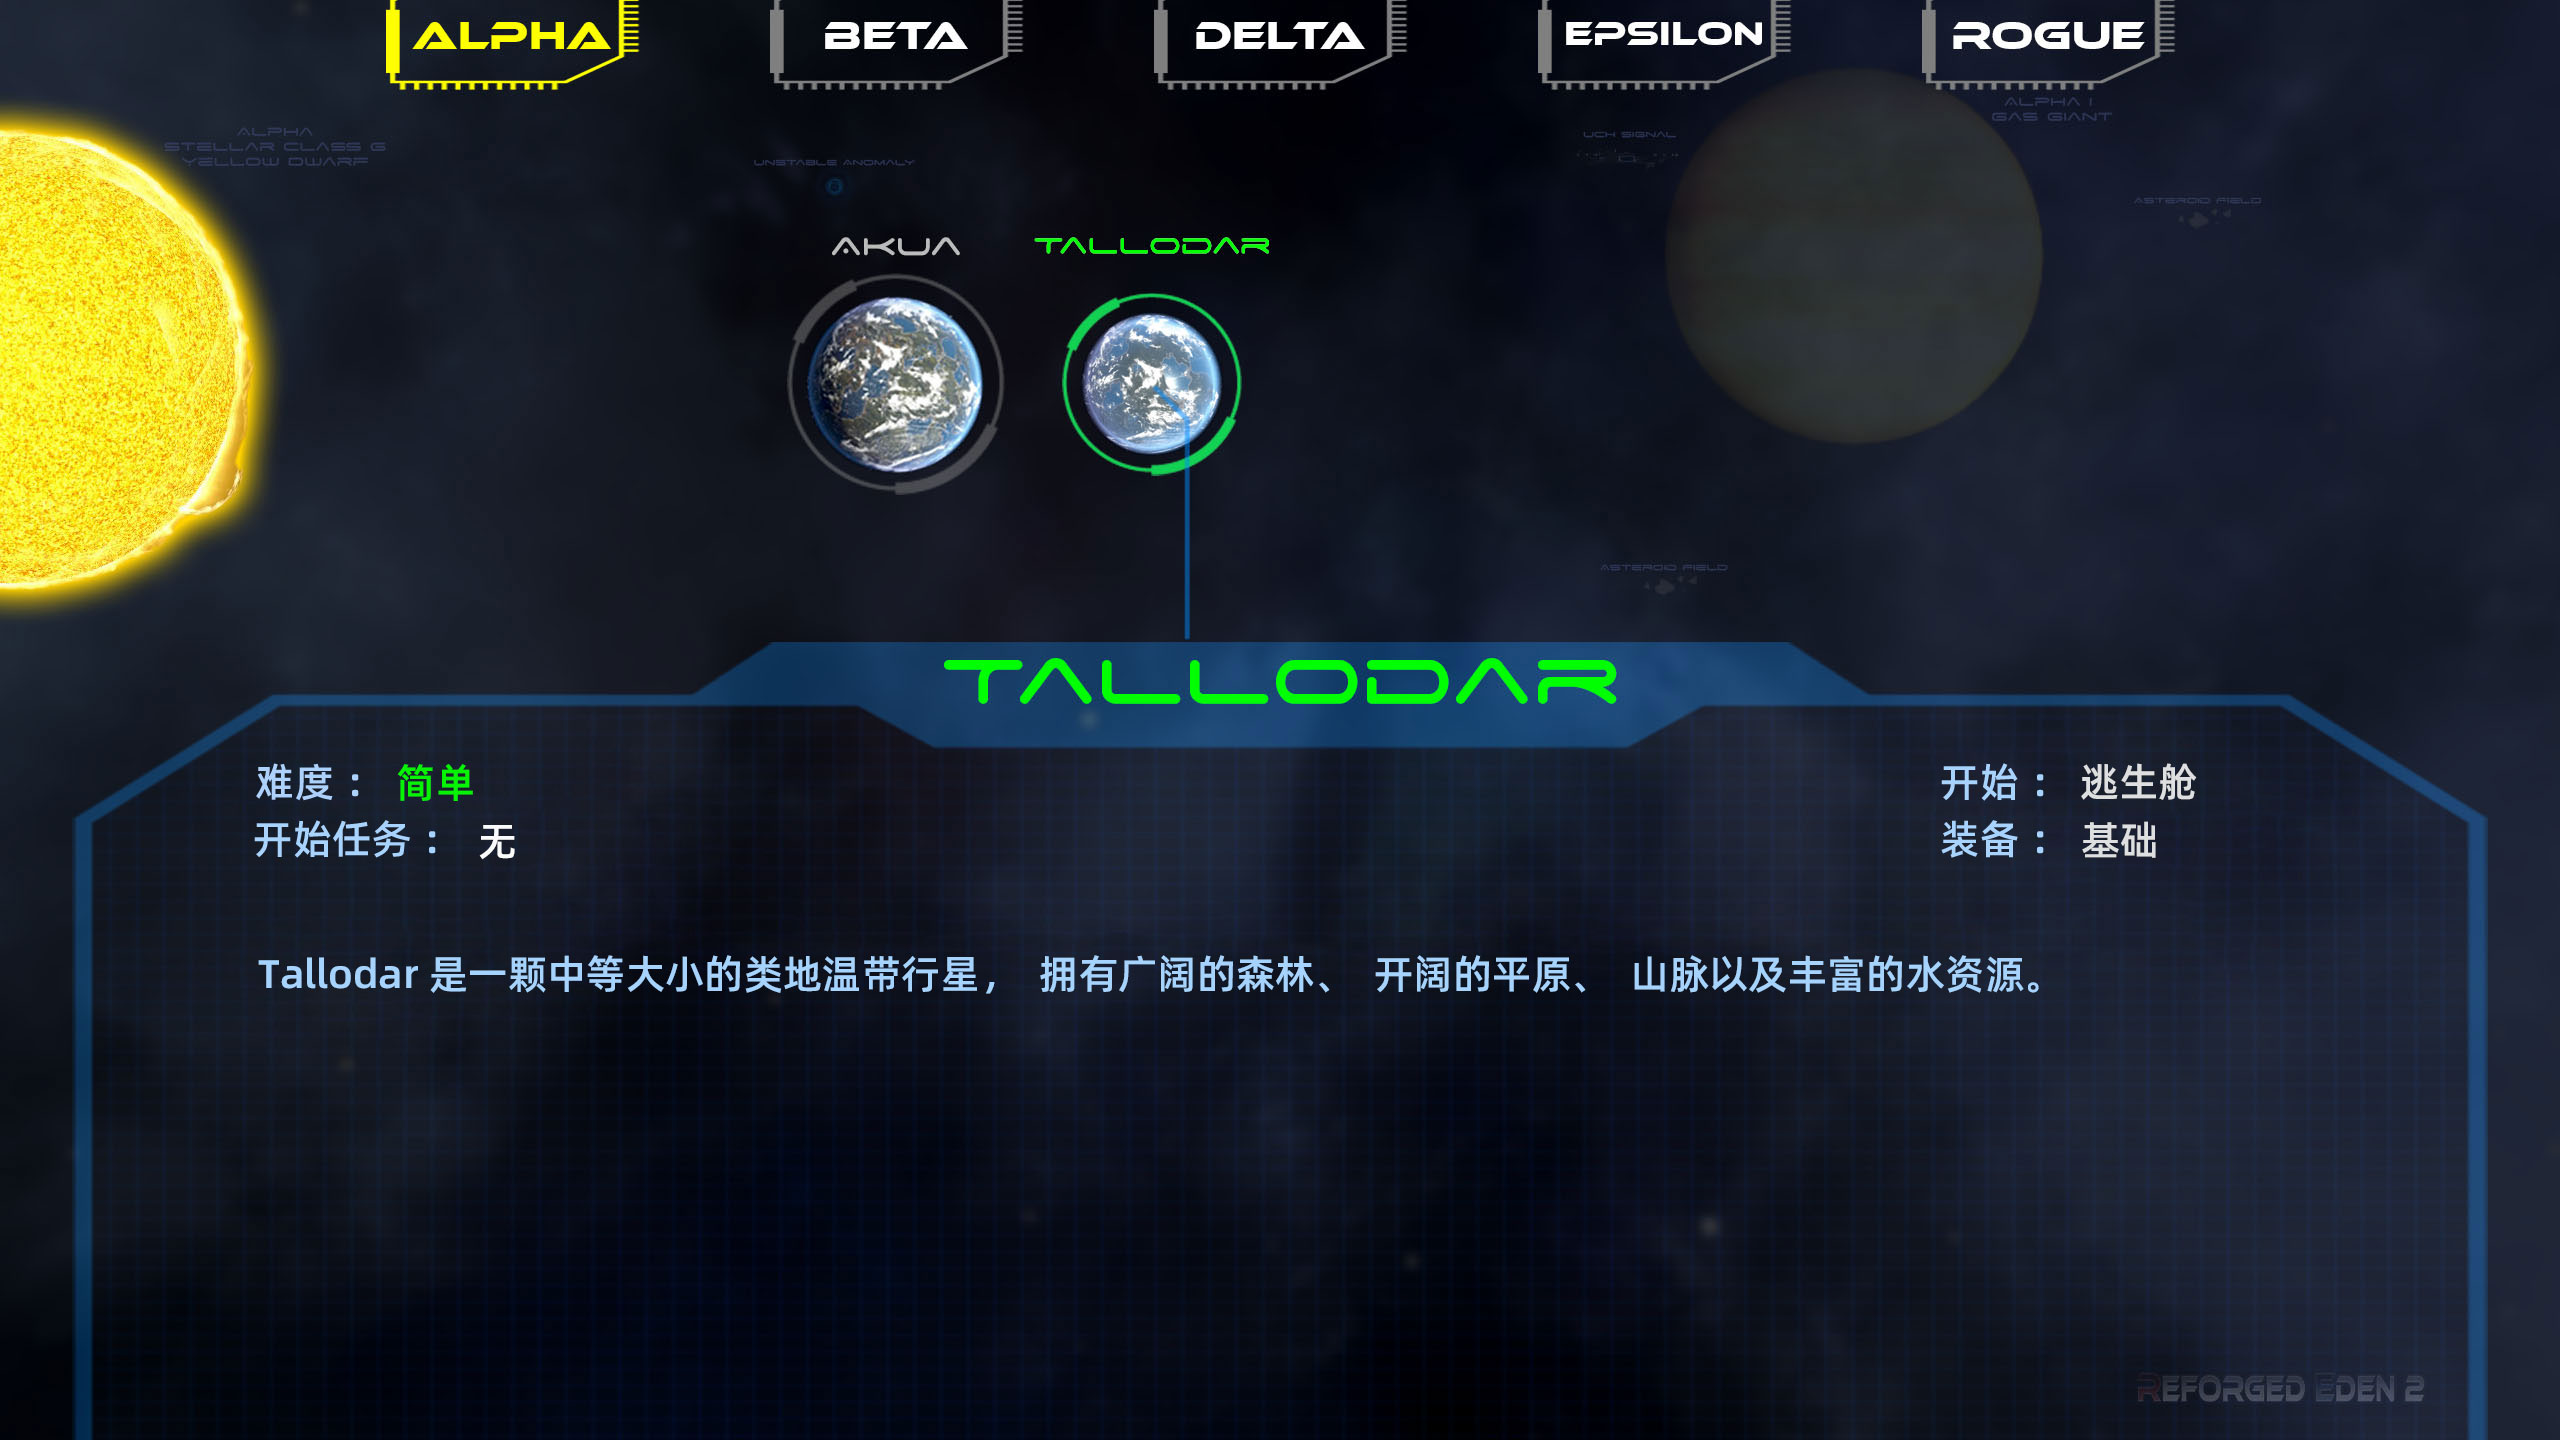 ALPHA
BETA
DELTA
EPSILON
ROGUE
ALPHA
STELLAR CLASS G
YELLOW DWARF
UNSTABLE ANOMALY
UCH SIGNAL
ALPHA I
GAS GIANT
ASTEROID FIELD
AKUA
TALLODAR
ASTEROID FIELD
TALLODAR
难度： 简单
开始任务： 无
开始： 逃生舱
装备： 基础
Tallodar 是一颗中等大小的类地温带行星， 拥有广阔的森林、 开阔的平原、 山脉以及丰富的水资源。
REFORGED EDEN 2